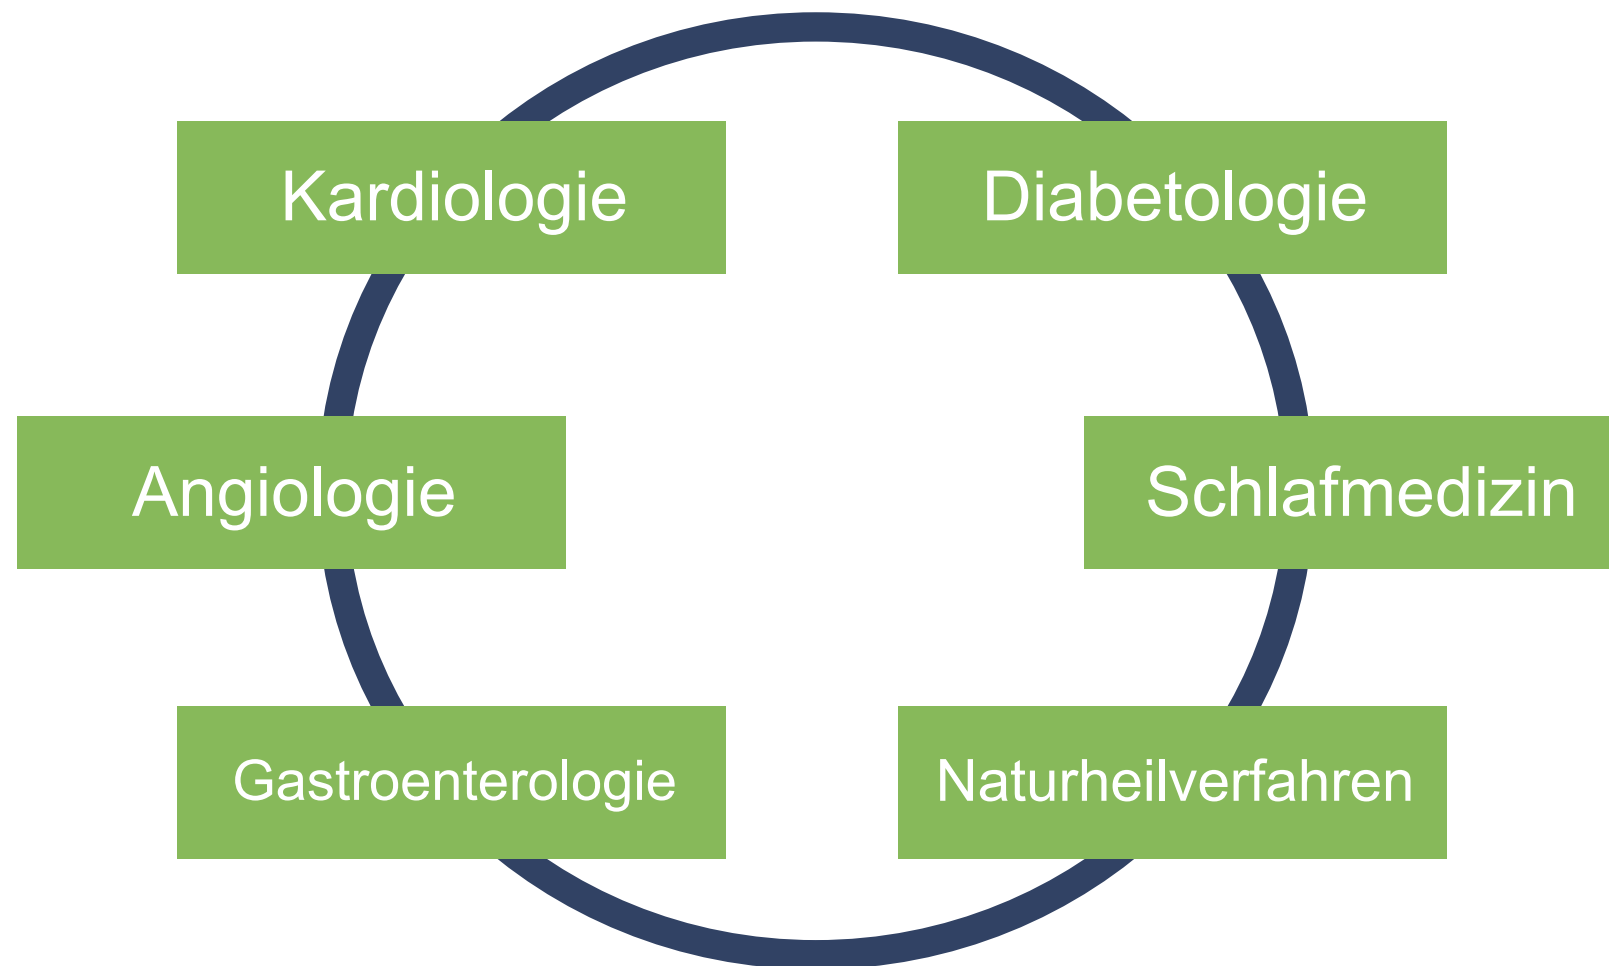 Kardiologie
Diabetologie
Angiologie
Schlafmedizin
Gastroenterologie
Naturheilverfahren